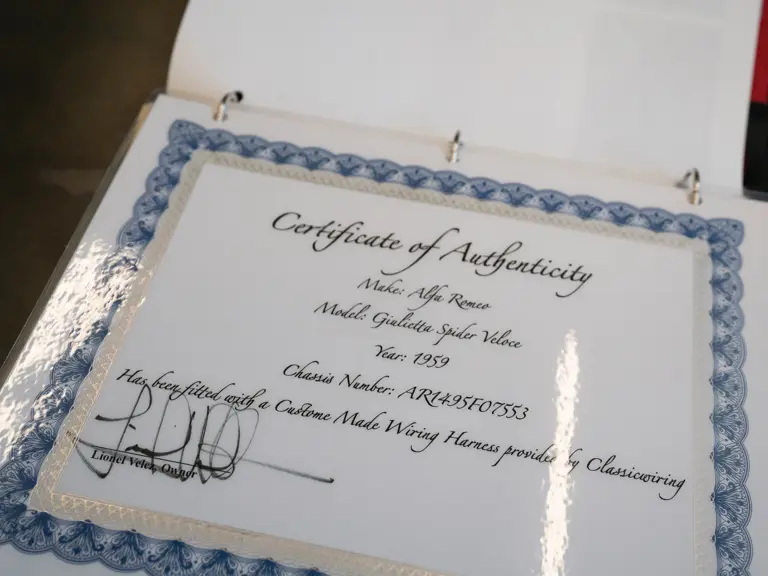 Certificate of Authenticity
Make: Alfa Romeo
Model: Giulietta Spider Veloce
Year: 1959
Chassis Number: AR1495F07553
Has been fitted with a Custome Made Wiring Harness provided by Classicwiring
Lionel Velez, Owner